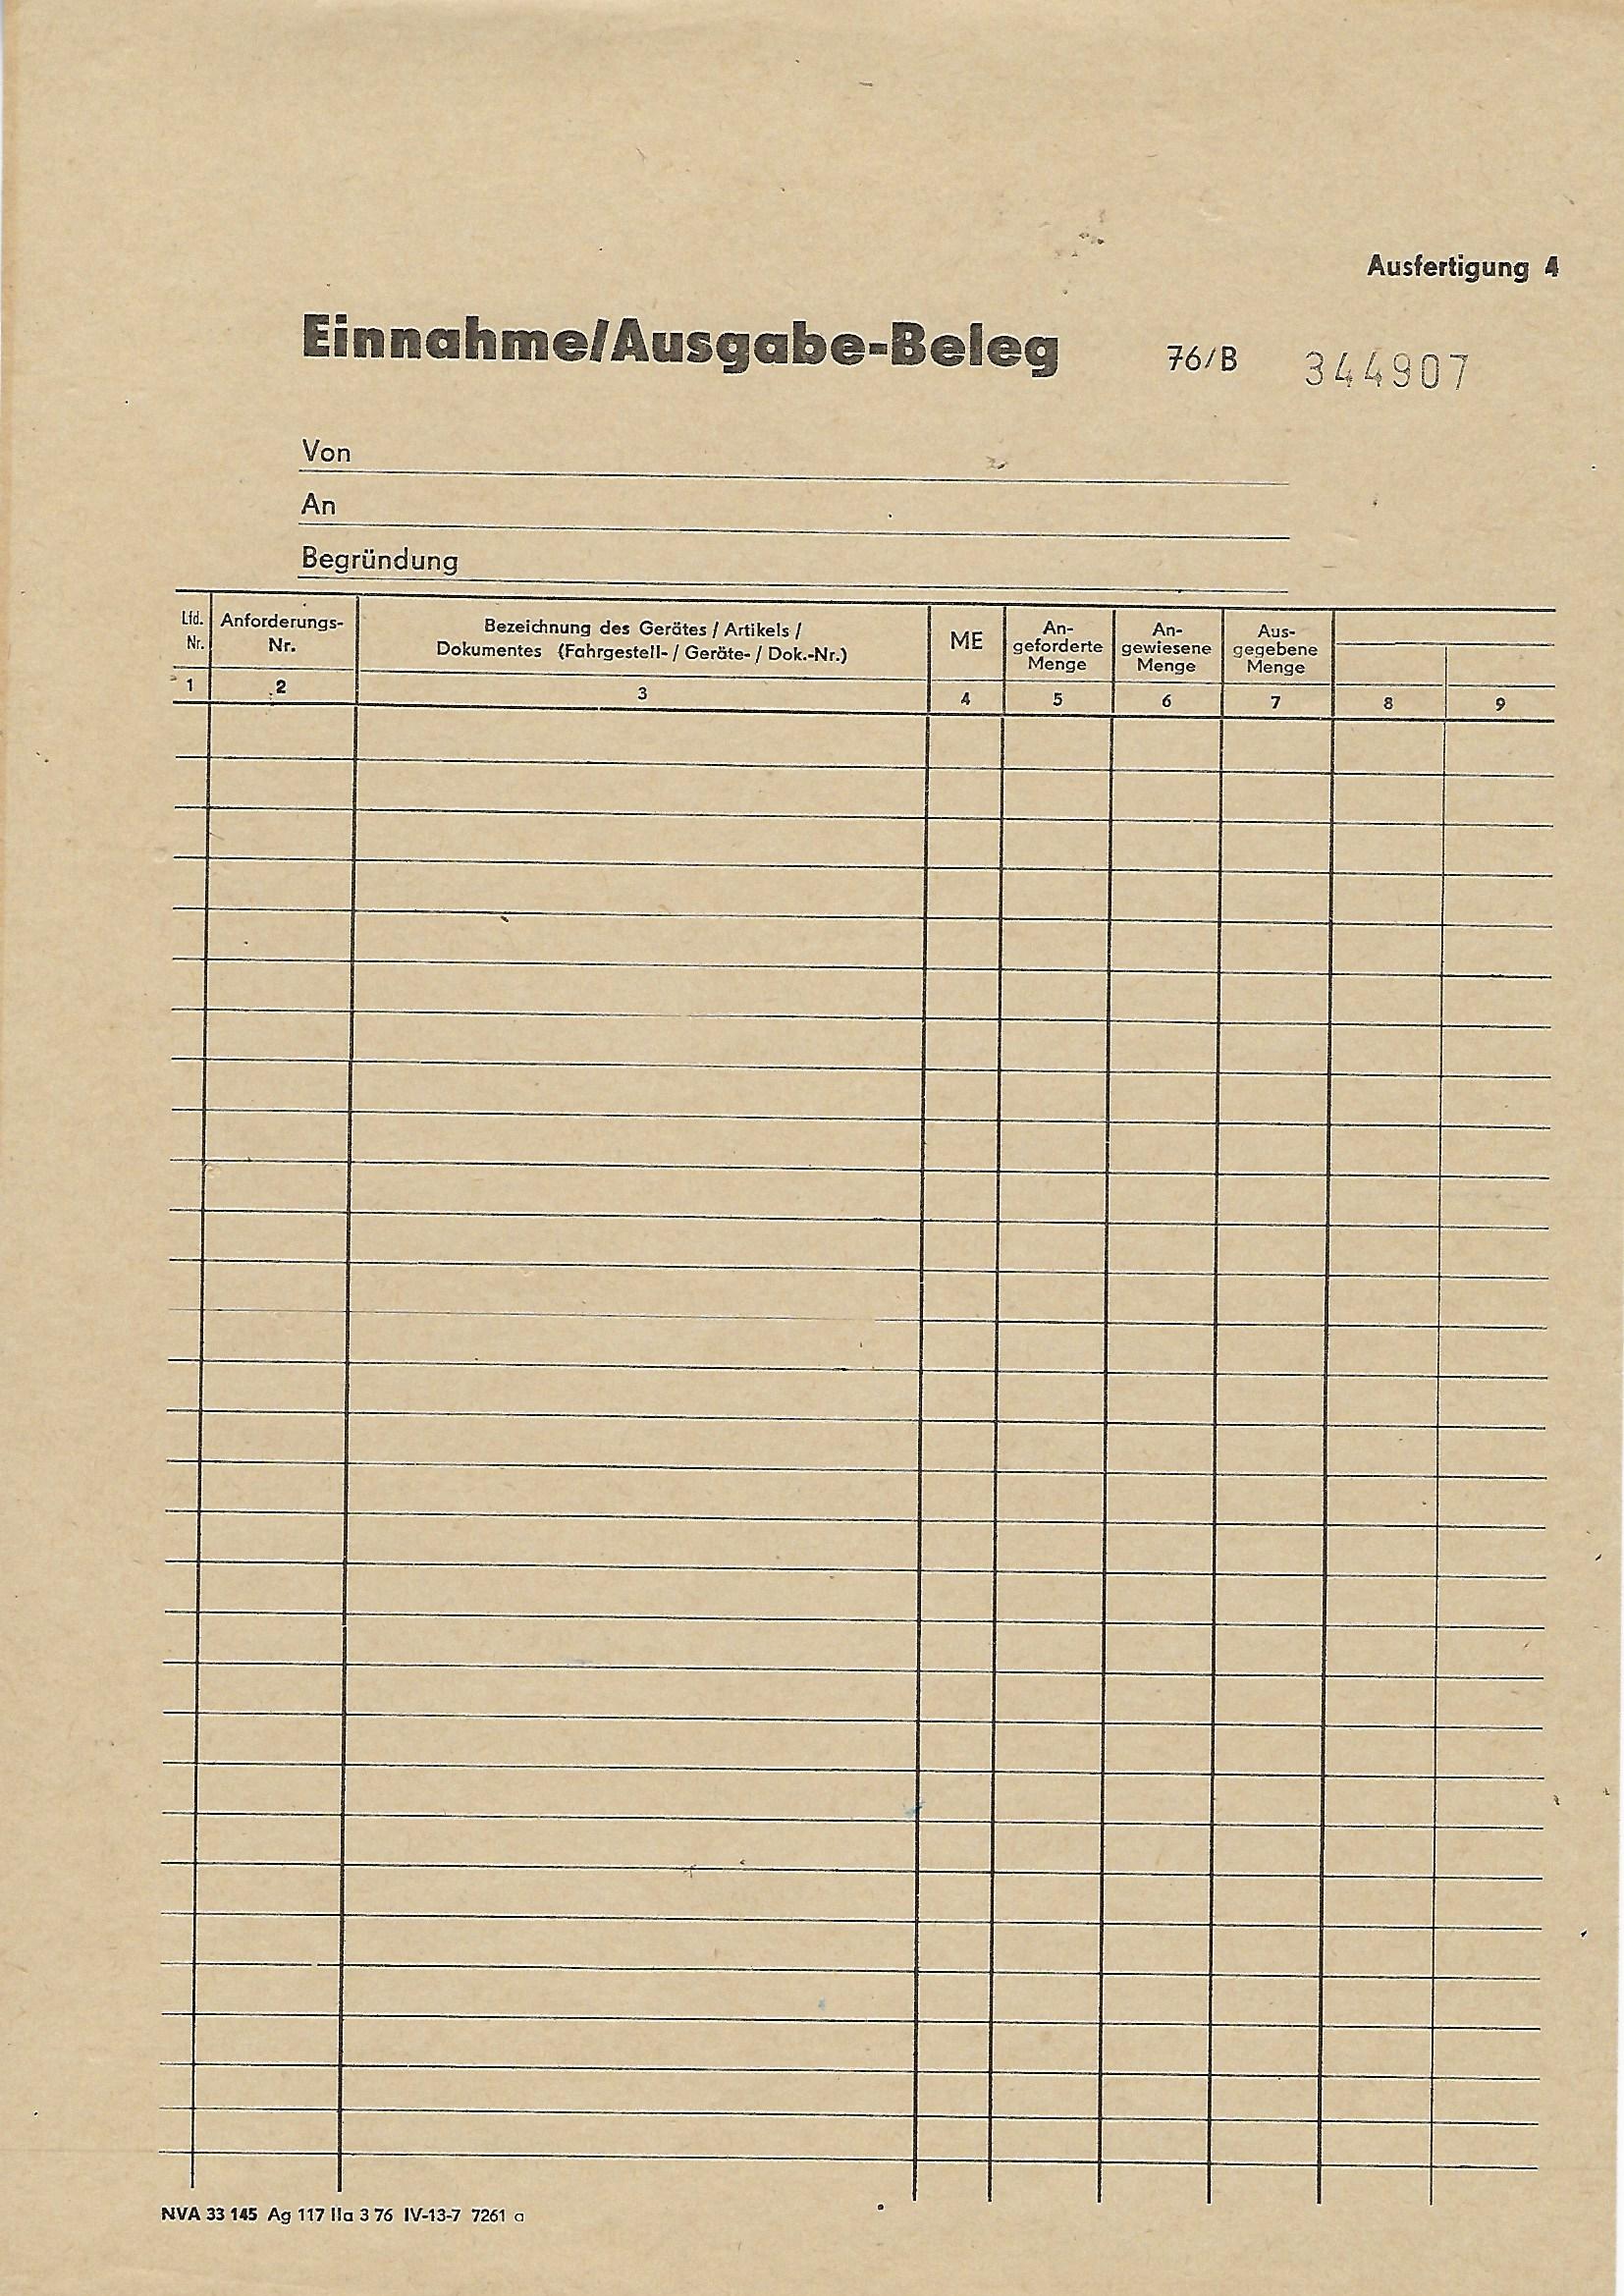 Ausfertigung 4
Einnahme/Ausgabe-Beleg 76/B 344907
Von
An
Begründung
Lfd. Nr.
Anforderungs-
Nr.
Bezeichnung des Gerätes / Artikels /
Dokumentes (Fahrgestell- / Geräte- / Dok.-Nr.)
ME
An-
geforderte
Menge
An-
gewiesene
Menge
Aus-
gegebene
Menge
1 2 3 4 5 6 7 8 9
NVA 33 145 Ag 117 IIa 3 76 IV-13-7 7261 a